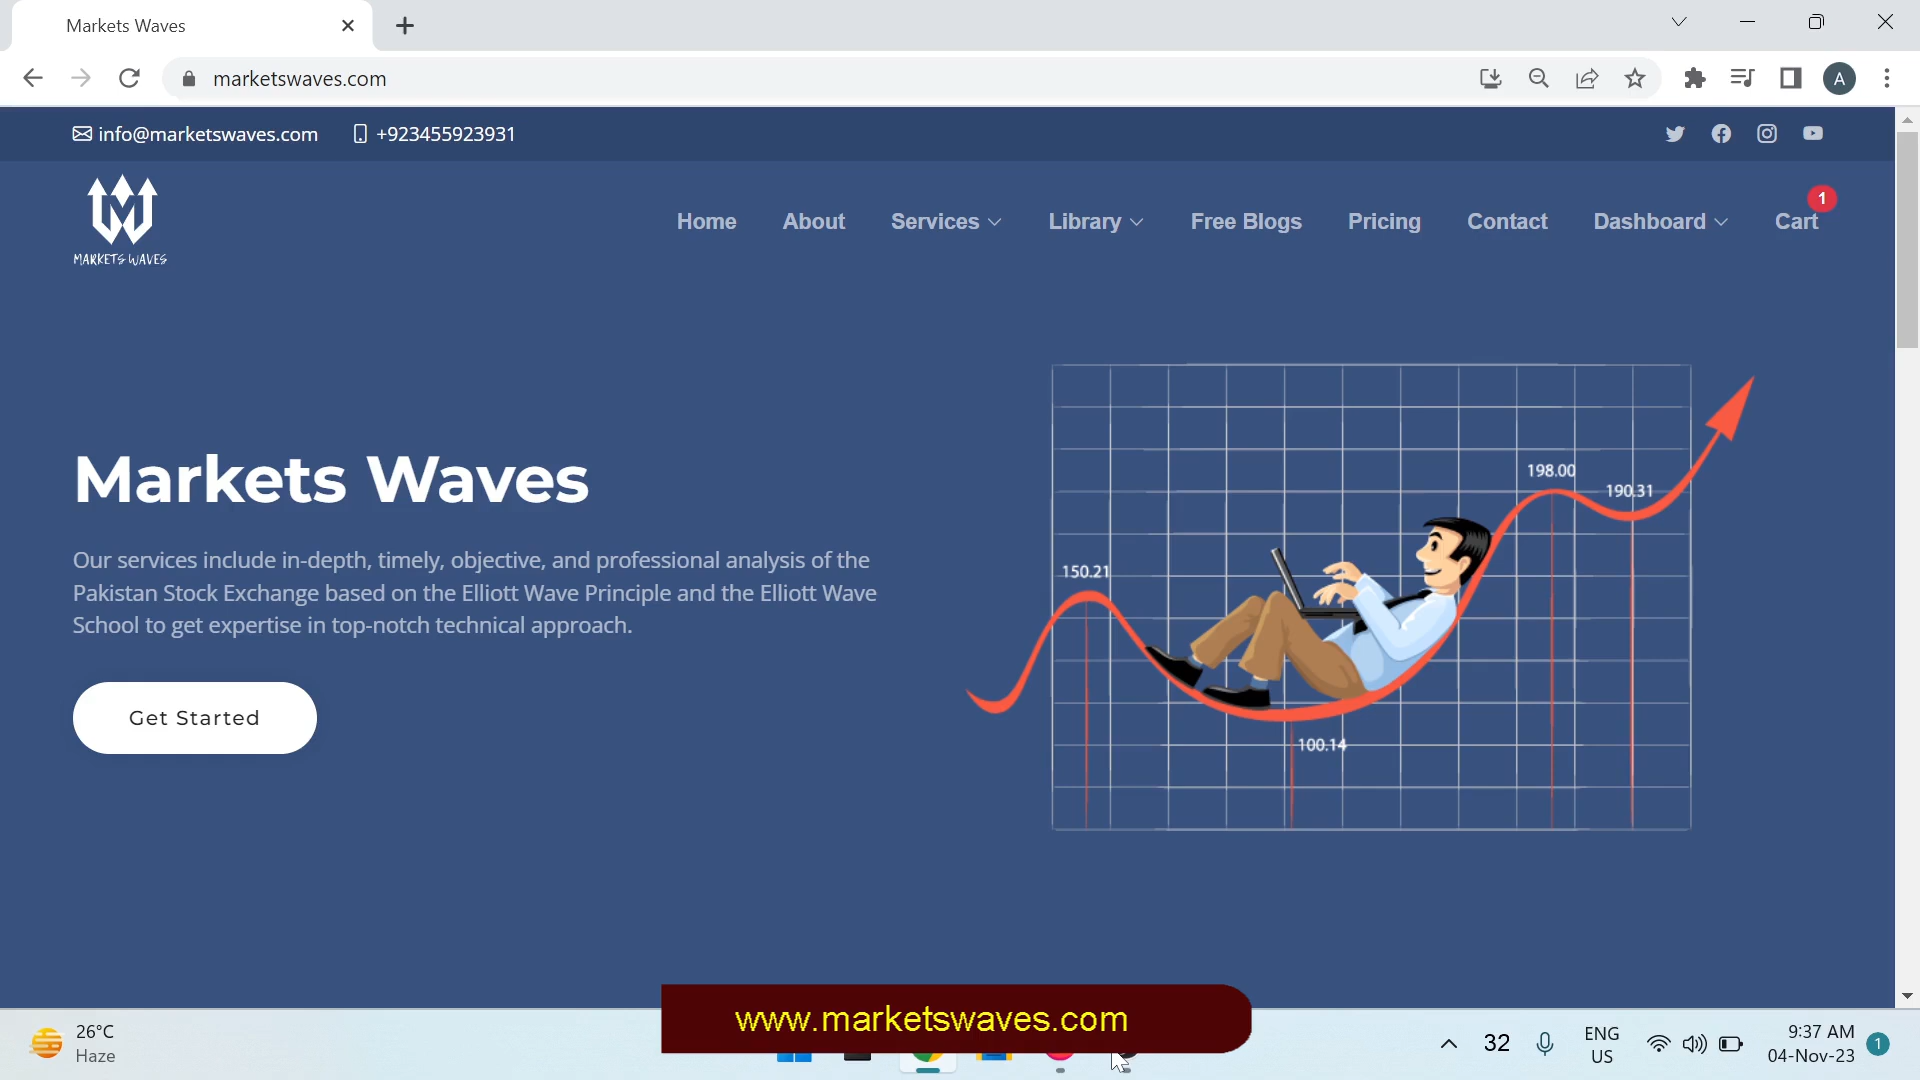 Markets Waves
marketswaves.com
A
info@marketswaves.com +923455923931
MARKETS WAVES
Home About Services Library Free Blogs Pricing Contact Dashboard Cart 1
Markets Waves
Our services include in-depth, timely, objective, and professional analysis of the
Pakistan Stock Exchange based on the Elliott Wave Principle and the Elliott Wave
School to get expertise in top-notch technical approach.
Get Started
198.00
190.31
150.21
100.14
www.marketswaves.com
26°C
Haze
32
ENG
US
9:37 AM
04-Nov-23
1